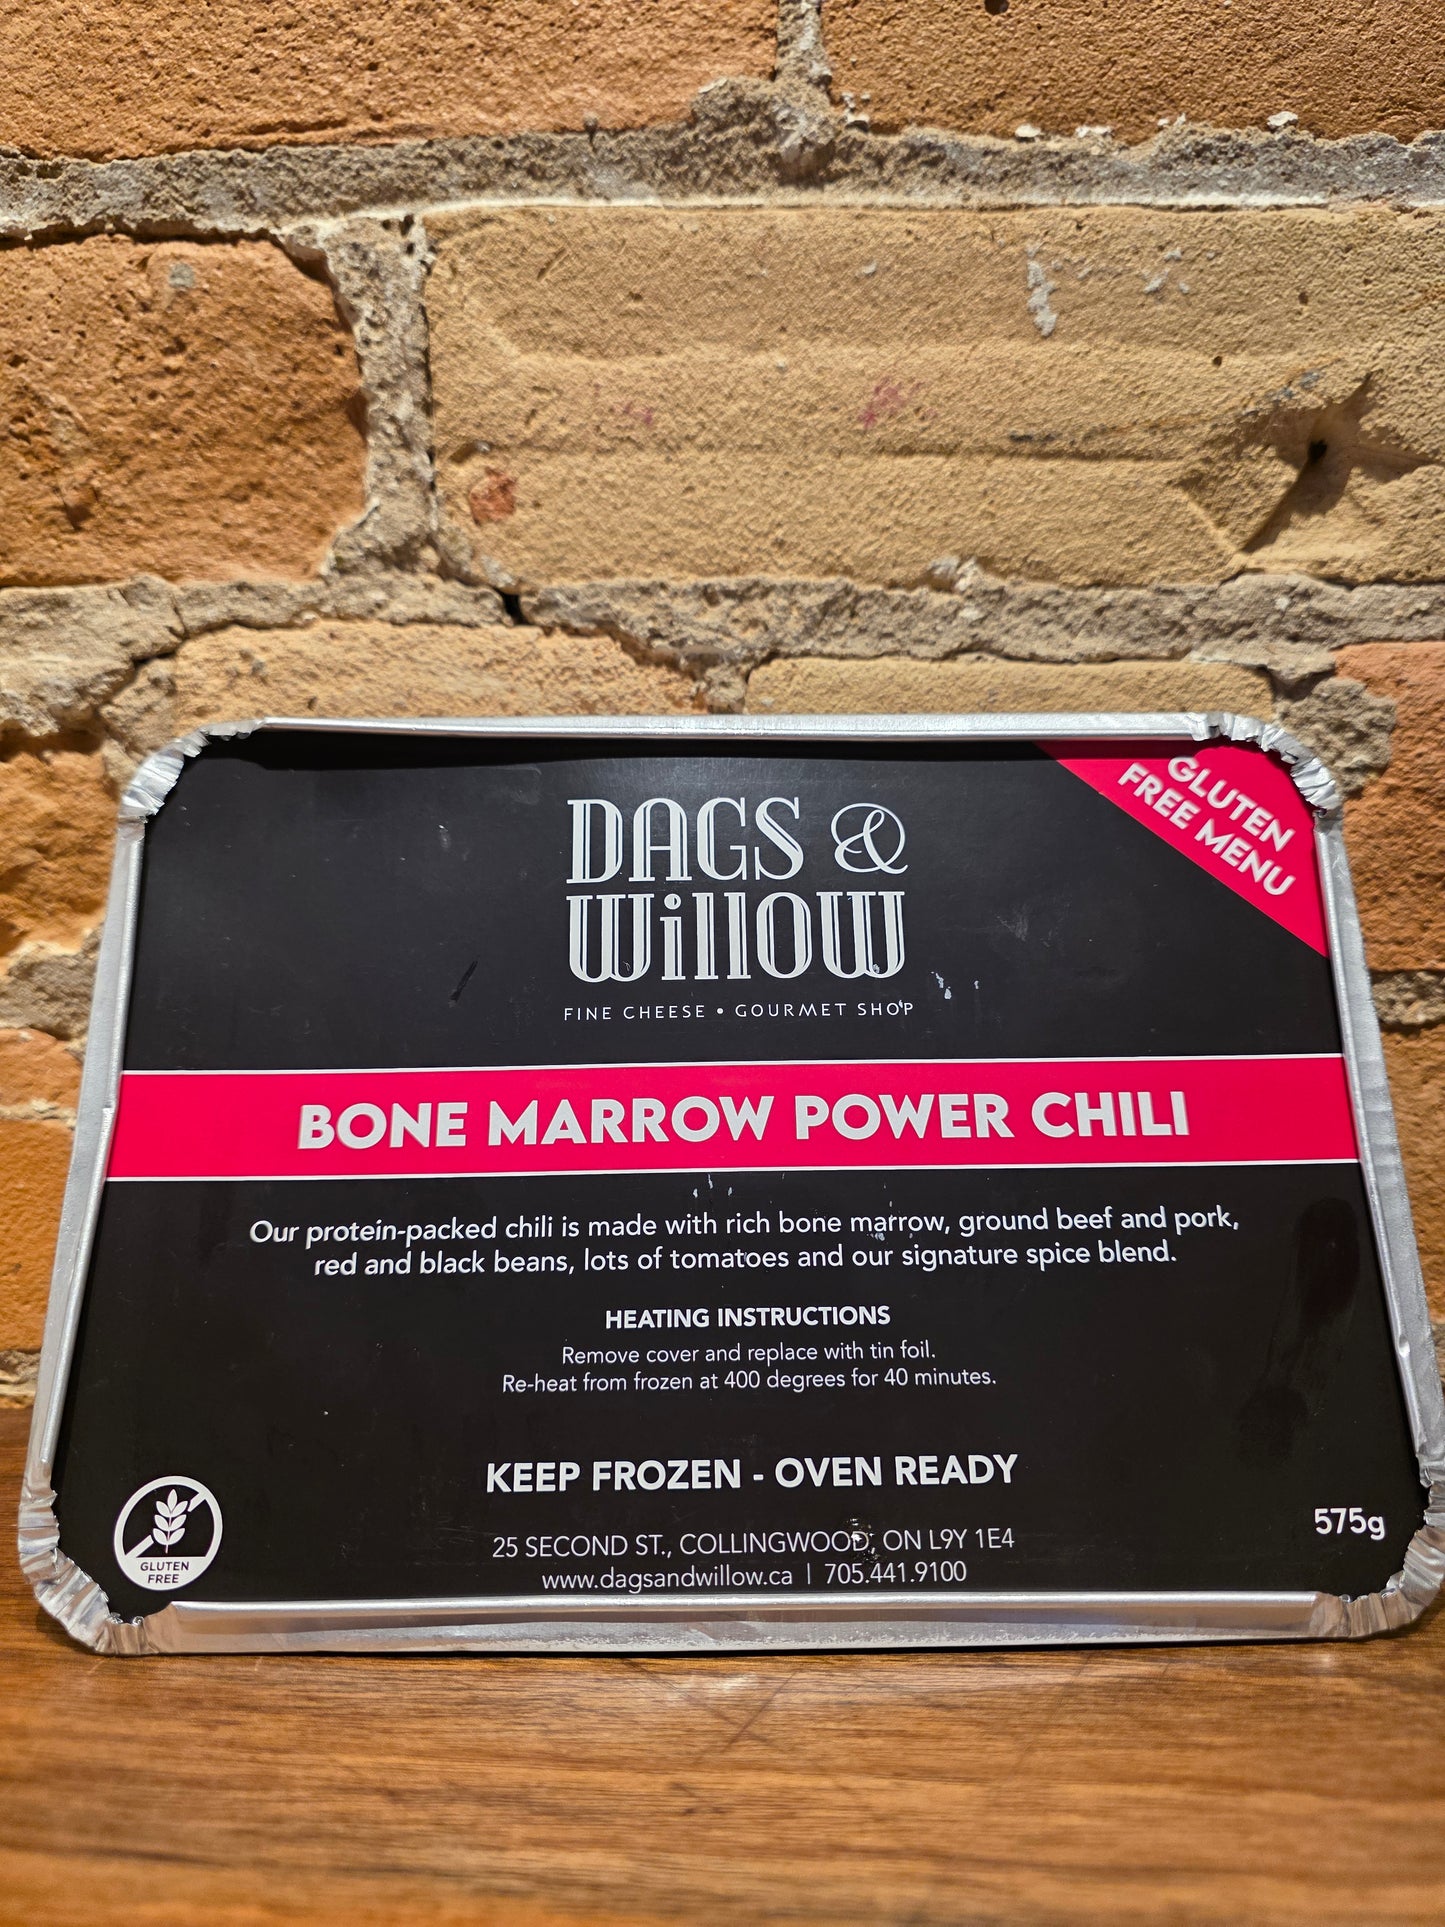 GLUTEN
FREE MENU
DAGS &
WillOW
FINE CHEESE • GOURMET SHOP
BONE MARROW POWER CHILI
Our protein-packed chili is made with rich bone marrow, ground beef and pork,
red and black beans, lots of tomatoes and our signature spice blend.
HEATING INSTRUCTIONS
Remove cover and replace with tin foil.
Re-heat from frozen at 400 degrees for 40 minutes.
KEEP FROZEN - OVEN READY
575g
25 SECOND ST., COLLINGWOOD, ON L9Y 1E4
www.dagsandwillow.ca | 705.441.9100
GLUTEN
FREE